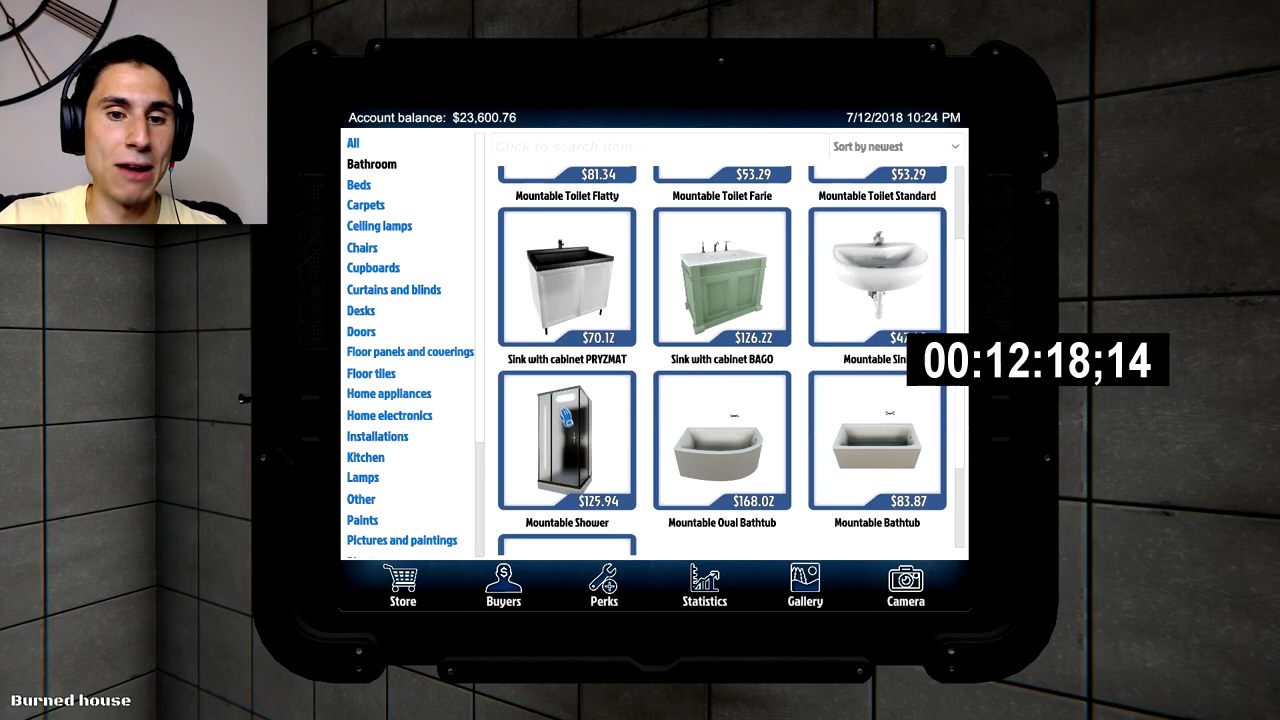 Account balance: $23,600.76
7/12/2018 10:24 PM
All
Bathroom
Beds
Carpets
Ceiling lamps
Chairs
Cupboards
Curtains and blinds
Desks
Doors
Floor panels and coverings
Floor tiles
Home appliances
Home electronics
Installations
Kitchen
Lamps
Other
Paints
Pictures and paintings
Click to search item...
Sort by newest
$81.34
$53.29
$53.29
Mountable Toilet Flatty
Mountable Toilet Farie
Mountable Toilet Standard
$70.12
$126.22
Sink with cabinet PRYZMAT
Sink with cabinet BAGO
Mountable
00:12:18;14
$125.94
$168.02
$83.87
Mountable Shower
Mountable Oval Bathtub
Mountable Bathtub
Store
Buyers
Perks
Statistics
Gallery
Camera
Burned house